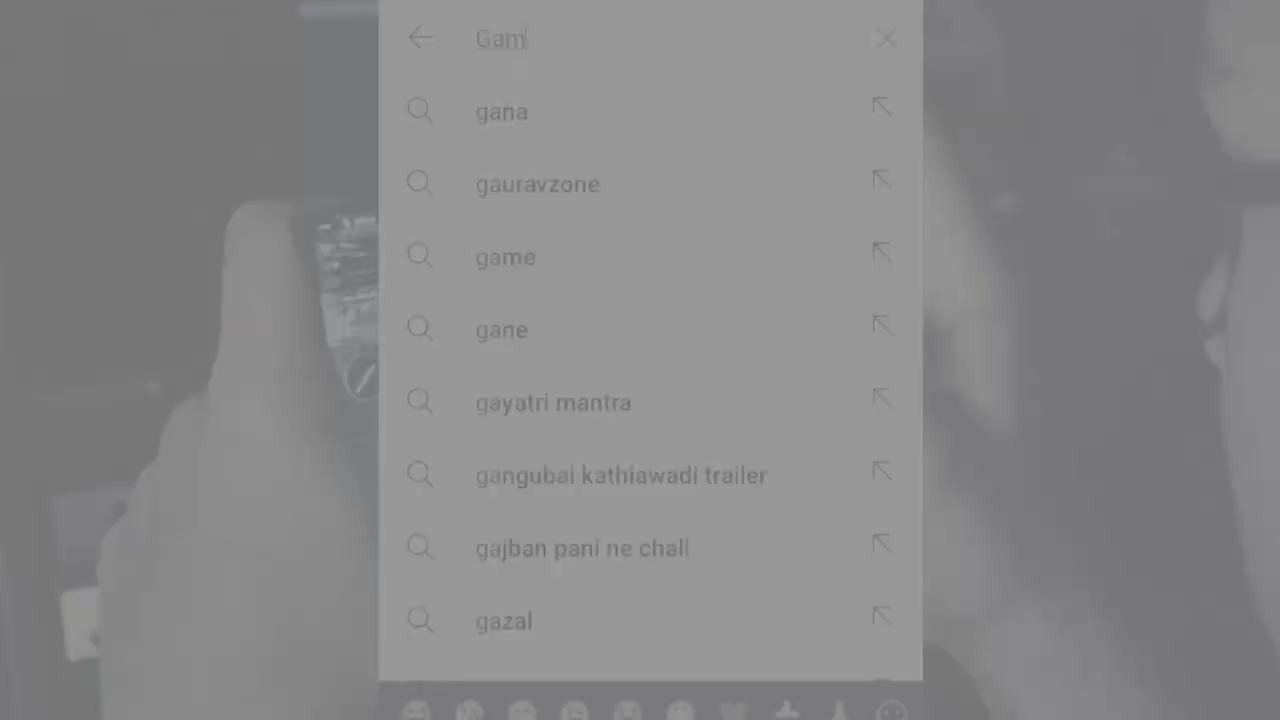 Gam
gana
gauravzone
game
gane
gayatri mantra
gangubai kathiawadi trailer
gajban pani ne chali
gazal